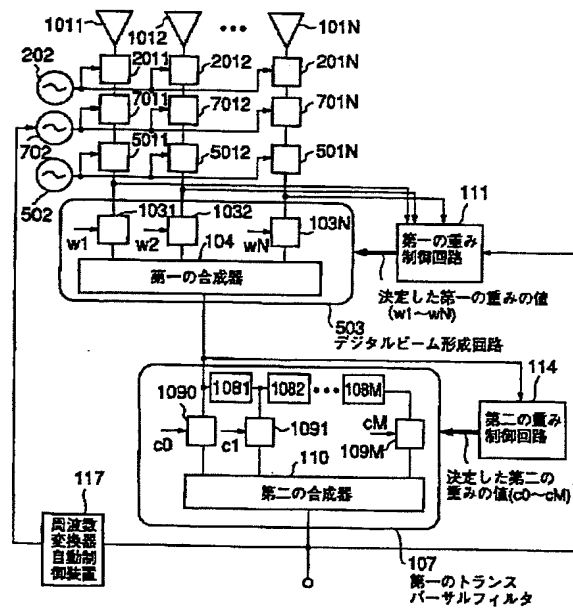 1011
1012
101N
202
2011
2012
201N
702
7011
7012
701N
502
5011
5012
501N
1031
1032
103N
w1
w2
wN
104
第一の合成器
111
第一の重み
制御回路
決定した第一の重みの値
(w1～wN)
503
デジタルビーム形成回路
1081
1082
108M
1090
1091
109M
c0
c1
cM
110
第二の合成器
114
第二の重み
制御回路
決定した第二の
重みの値(c0～cM)
107
第一のトランス
バーサルフィルタ
117
周波数
変換器
自動制
御装置